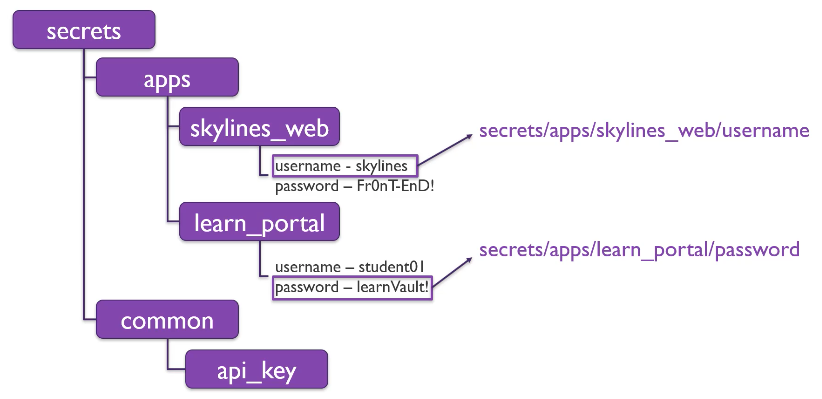 secrets
apps
skylines_web
secrets/apps/skylines_web/username
username - skylines
password – Fr0nT-EnD!
learn_portal
secrets/apps/learn_portal/password
username – student01
password – learnVault!
common
api_key